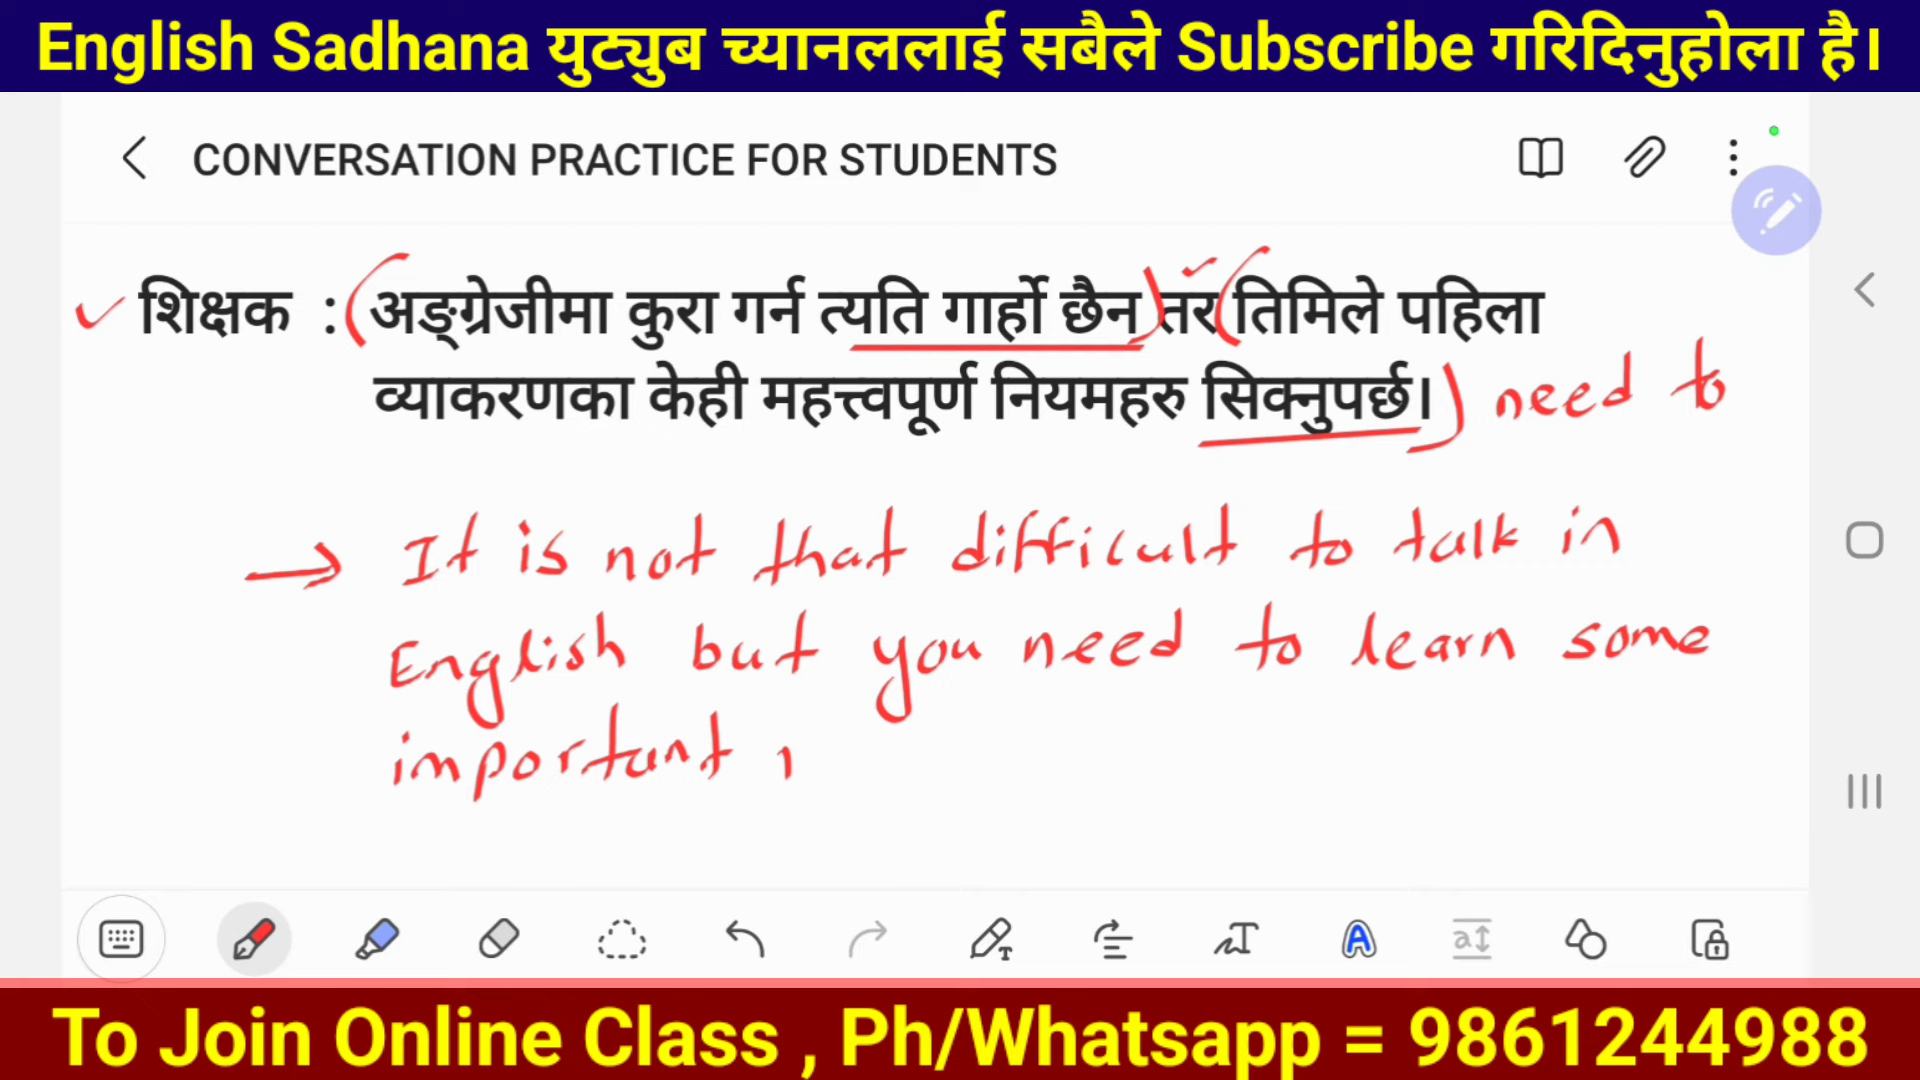 English Sadhana युट्युब च्यानललाई सबैले Subscribe गरिदिनुहोला है।
CONVERSATION PRACTICE FOR STUDENTS
शिक्षक : (अङ्ग्रेजीमा कुरा गर्न त्यति गार्हो छैन) तर (तिमिले पहिला
व्याकरणका केही महत्त्वपूर्ण नियमहरु सिक्नुपर्छ।) need to
→ It is not that difficult to talk in
English but you need to learn some
important
To Join Online Class , Ph/Whatsapp = 9861244988